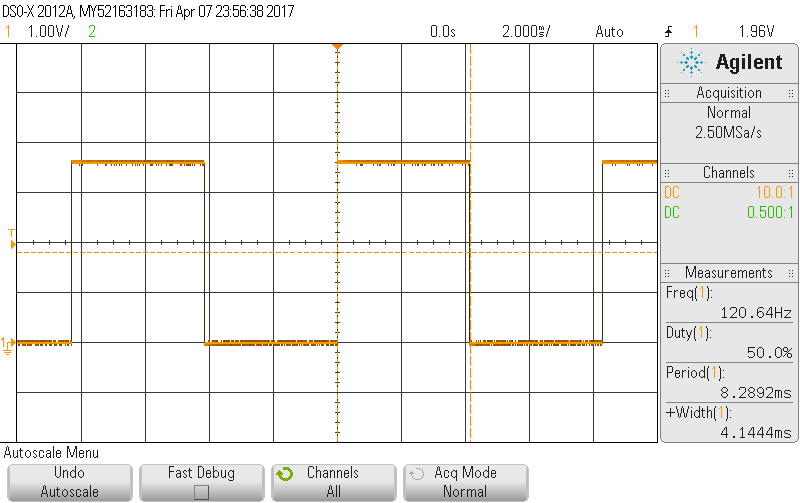 DSO-X 2012A, MY52163183: Fri Apr 07 23:56:38 2017
1 1.00V/ 2 0.0s 2.000ms/ Auto 1 1.96V
Agilent
Acquisition
Normal
2.50MSa/s
Channels
DC 10.0:1
DC 0.500:1
Measurements
Freq(1):
120.64Hz
Duty(1):
50.0%
Period(1):
8.2892ms
+Width(1):
4.1444ms
T
1
Autoscale Menu
Undo
Autoscale
Fast Debug
Channels
All
Acq Mode
Normal